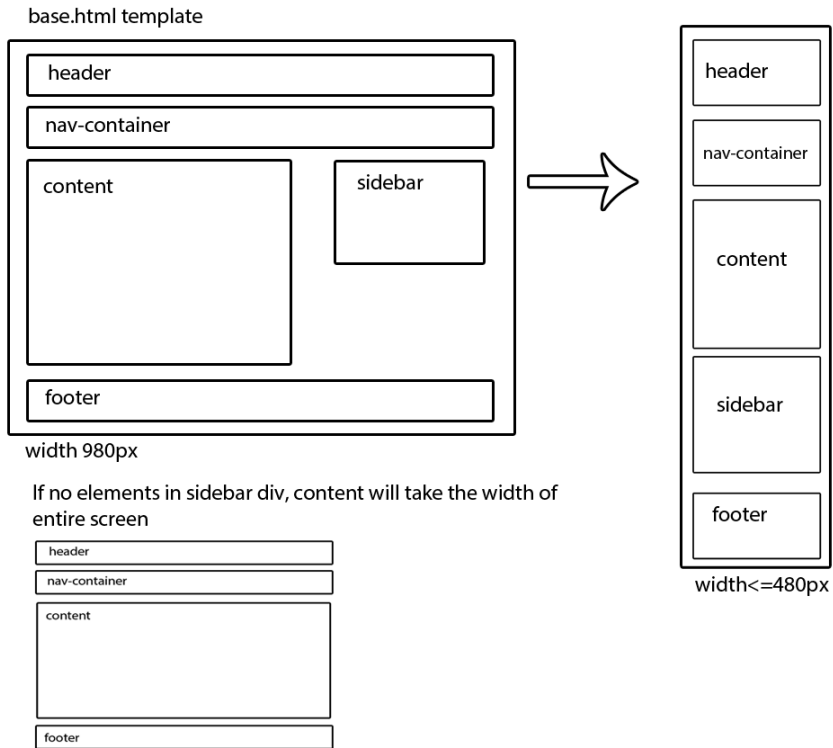 base.html template
header
nav-container
content
sidebar
footer
width 980px
header
nav-container
content
sidebar
footer
width<=480px
If no elements in sidebar div, content will take the width of
entire screen
header
nav-container
content
footer